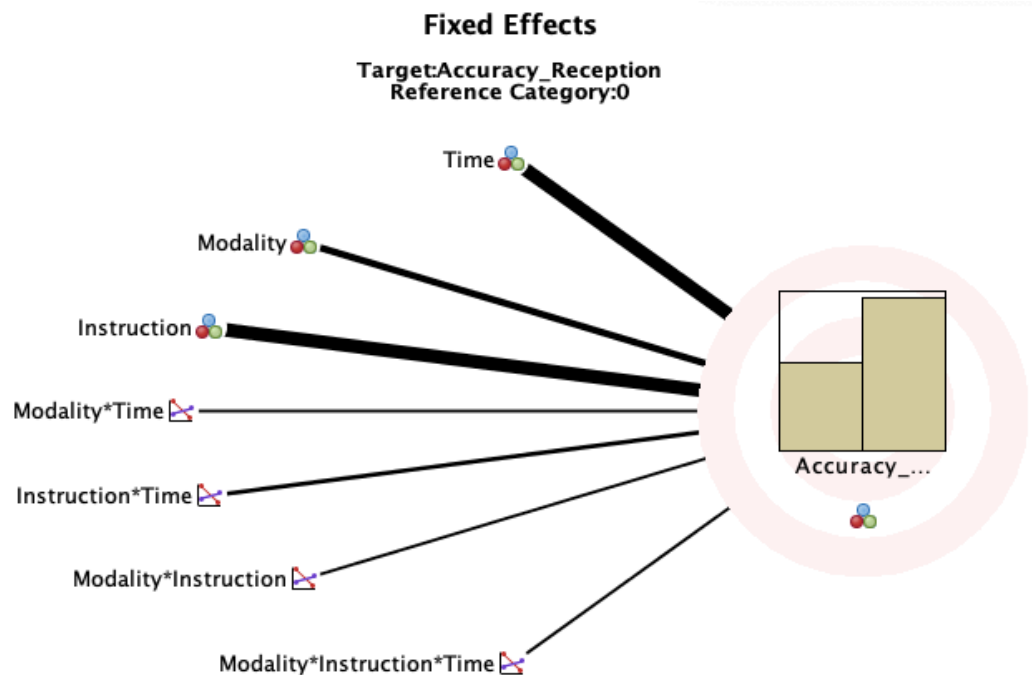 Fixed Effects
Target:Accuracy_Reception
Reference Category:0
Time
Modality
Instruction
Modality*Time
Instruction*Time
Modality*Instruction
Modality*Instruction*Time
Accuracy_...